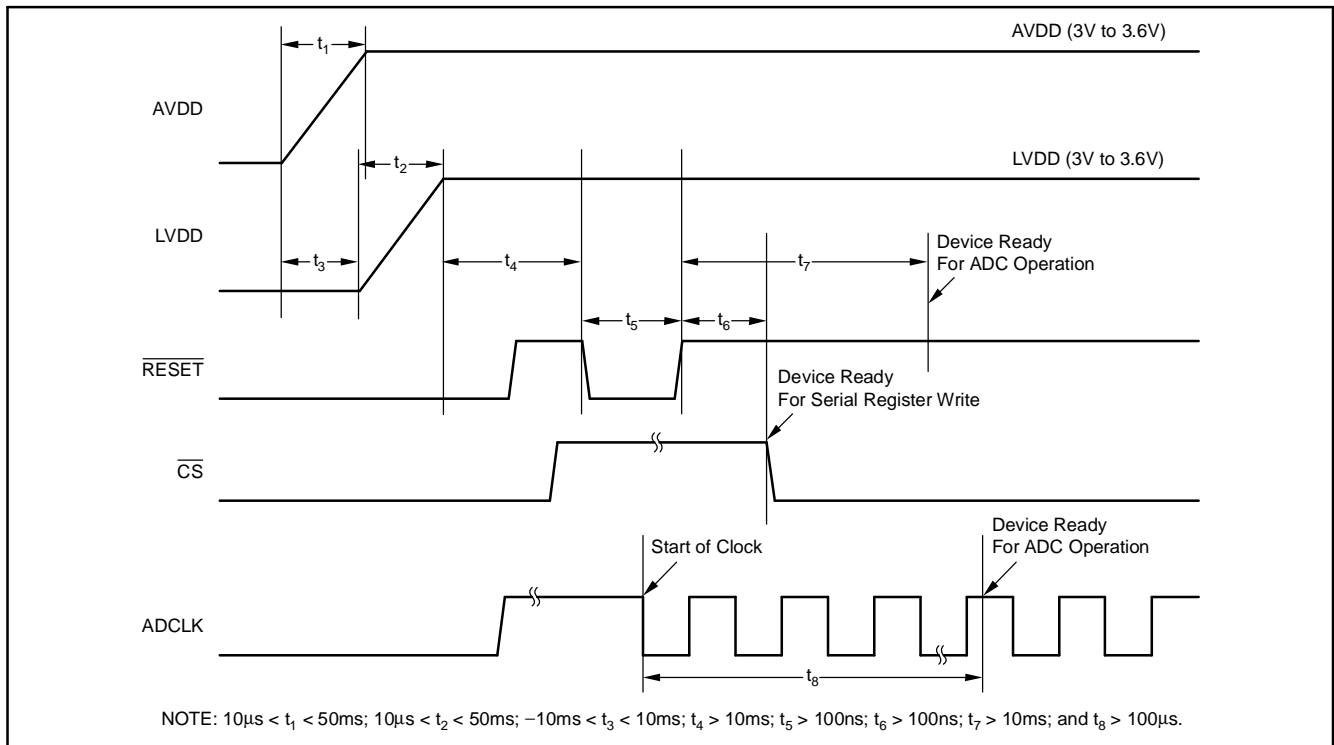 AVDD (3V to 3.6V)
t1
AVDD
t2
LVDD (3V to 3.6V)
LVDD
t3
t4
t7
Device Ready
For ADC Operation
t5
t6
RESET
Device Ready
For Serial Register Write
CS
Device Ready
For ADC Operation
Start of Clock
ADCLK
t8
NOTE: 10μs < t1 < 50ms; 10μs < t2 < 50ms; −10ms < t3 < 10ms; t4 > 10ms; t5 > 100ns; t6 > 100ns; t7 > 10ms; and t8 > 100μs.